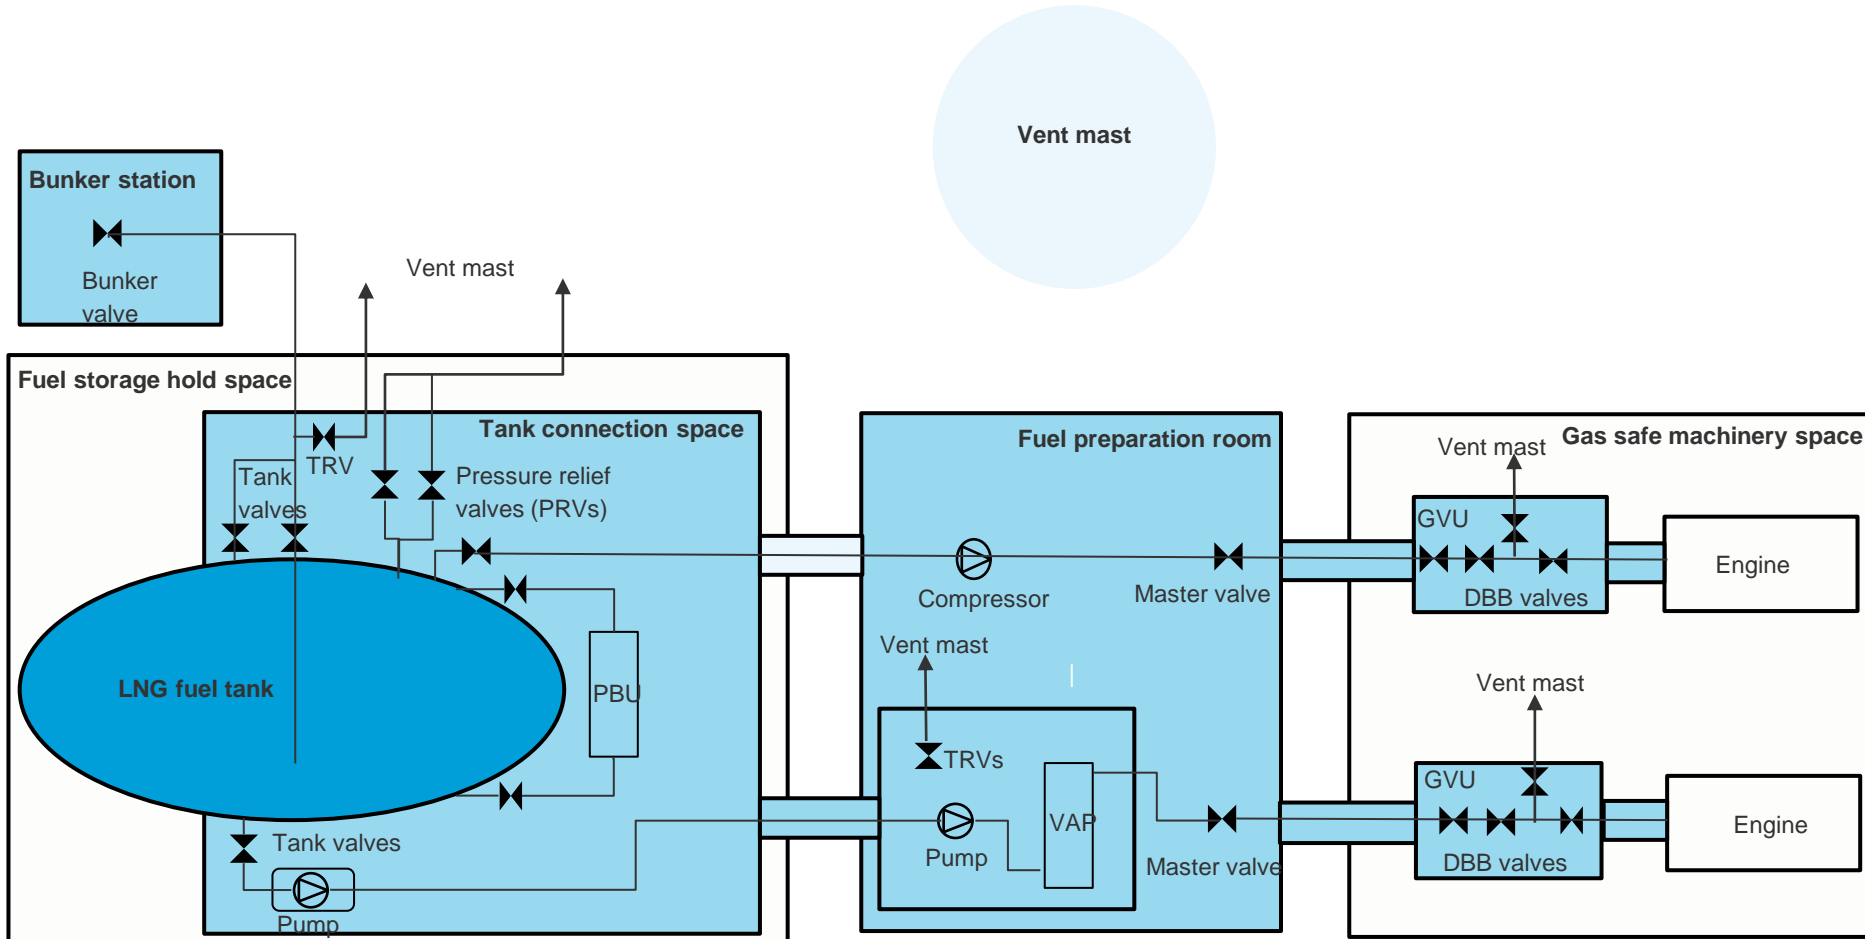 Vent mast
Bunker station
Bunker
valve
Vent mast
Fuel storage hold space
Tank connection space
TRV
Tank
valves
Pressure relief
valves (PRVs)
LNG fuel tank
PBU
Tank valves
Pump
Fuel preparation room
Compressor
Master valve
Vent mast
TRVs
VAP
Pump
Master valve
Gas safe machinery space
Vent mast
GVU
DBB valves
Engine
Vent mast
GVU
DBB valves
Engine